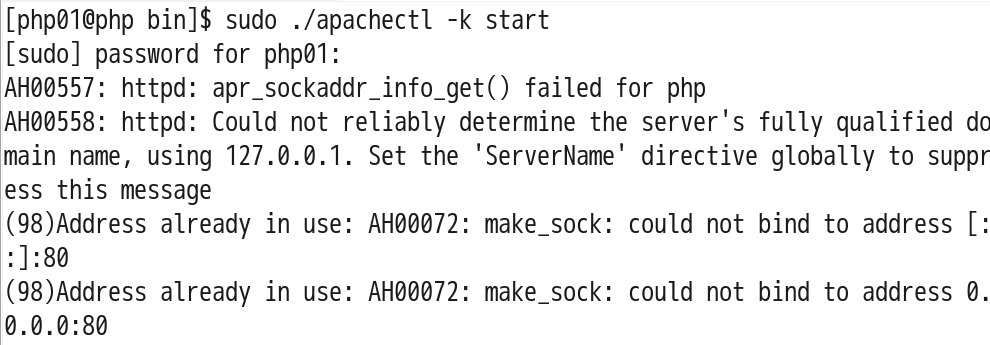 [php01@php bin]$ sudo ./apachectl -k start
[sudo] password for php01:
AH00557: httpd: apr_sockaddr_info_get() failed for php
AH00558: httpd: Could not reliably determine the server's fully qualified do
main name, using 127.0.0.1. Set the 'ServerName' directive globally to suppr
ess this message
(98)Address already in use: AH00072: make_sock: could not bind to address [:
:]:80
(98)Address already in use: AH00072: make_sock: could not bind to address 0.
0.0.0:80